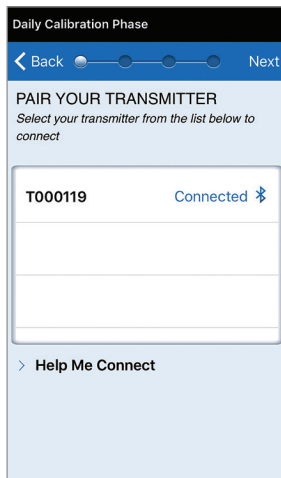 Daily Calibration Phase
Back Next
PAIR YOUR TRANSMITTER
Select your transmitter from the list below to
connect
T000119 Connected
> Help Me Connect